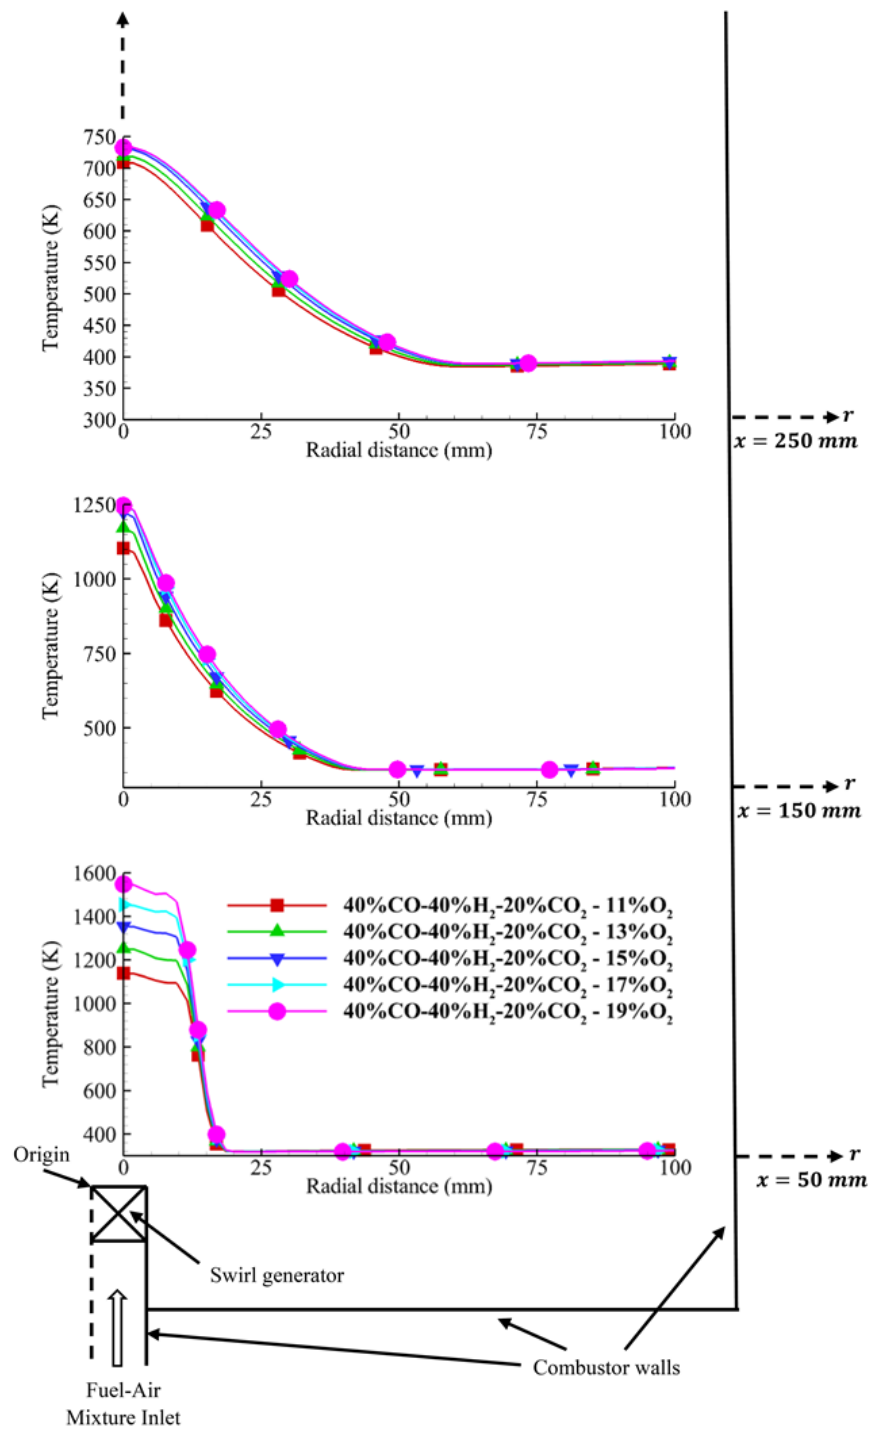 750
700
650
600
550
500
450
400
350
300
Temperature (K)
0 25 50 75 100
Radial distance (mm)
r
x = 250 mm
1250
1000
750
500
Temperature (K)
0 25 50 75 100
Radial distance (mm)
r
x = 150 mm
1600
1400
1200
1000
800
600
400
Temperature (K)
40%CO-40%H₂-20%CO₂ - 11%O₂
40%CO-40%H₂-20%CO₂ - 13%O₂
40%CO-40%H₂-20%CO₂ - 15%O₂
40%CO-40%H₂-20%CO₂ - 17%O₂
40%CO-40%H₂-20%CO₂ - 19%O₂
0 25 50 75 100
Radial distance (mm)
r
x = 50 mm
Origin
Swirl generator
Combustor walls
Fuel-Air
Mixture Inlet